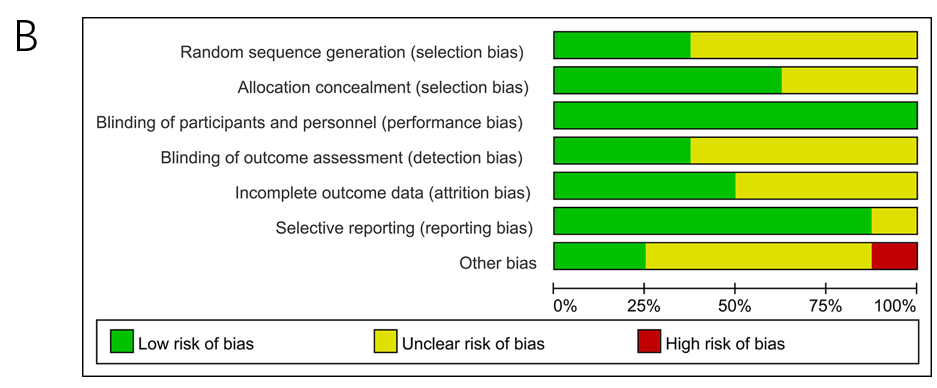 B
Random sequence generation (selection bias)
Allocation concealment (selection bias)
Blinding of participants and personnel (performance bias)
Blinding of outcome assessment (detection bias)
Incomplete outcome data (attrition bias)
Selective reporting (reporting bias)
Other bias
0% 25% 50% 75% 100%
Low risk of bias Unclear risk of bias High risk of bias